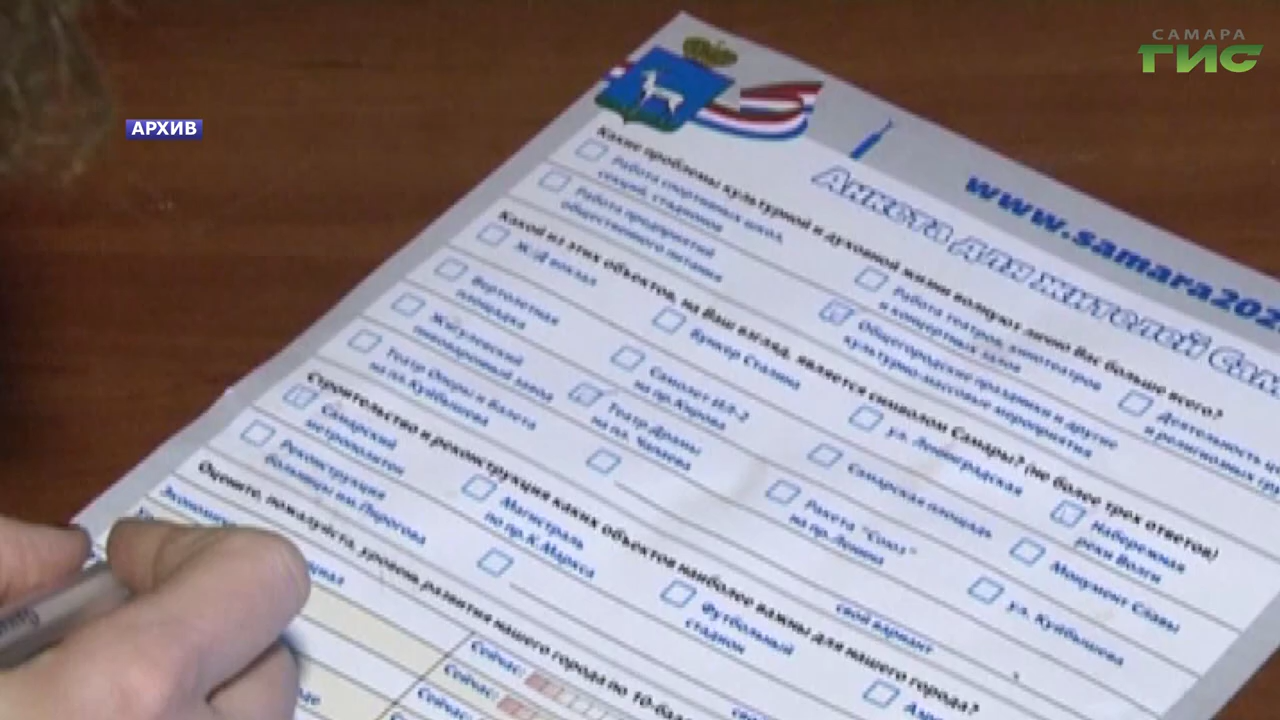 САМАРА
ГИС
АРХИВ
www.samara202
Анкета для жителей Сам
Какие проблемы культурной и духовной жизни волнуют лично Вас больше всего?
Работа спортивных школ,
секций, стадионов
Работа театров, кинотеатров
и концертных залов
Деятельность
и религиозных
Работа предприятий
общественного питания
Общегородские праздники и другие
культурно-массовые мероприятия
Какой из этих объектов, на Ваш взгляд, является символом Самары? (не более трех ответов)
Ж/Д вокзал
Бункер Сталина
ул. Ленинградская
Набережная
реки Волги
Вертолетная
площадка
Самолет ИЛ-2
на пр.Кирова
Самарская площадь
Монумент Славы
Жигулевский
пивоваренный завод
Театр Драмы
на пл. Чапаева
Ракета "Союз"
на пр.Ленина
ул. Куйбышева
Театр Оперы и Балета
на пл. Куйбышева
свой вариант
Строительство и реконструкция каких объектов наиболее важны для нашего города?
Самарский
метрополитен
Магистраль
по пр.К.Маркса
Футбольный
стадион
Реконструкция
больницы им.Пирогова
Оцените, пожалуйста, уровень развития нашего города по 10-бал
Сейчас:
Сейчас:
Сейчас: